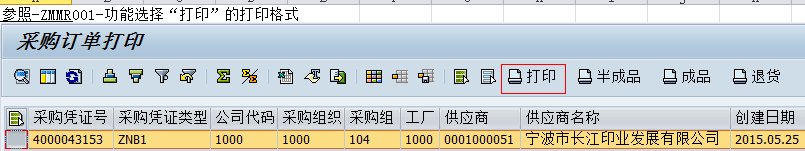 参照-ZMMR001-功能选择“打印”的打印格式
采购订单打印
打印 半成品 成品 退货
采购凭证号 采购凭证类型 公司代码 采购组织 采购组 工厂 供应商 供应商名称 创建日期
4000043153 ZNB1 1000 1000 104 1000 0001000051 宁波市长江印业发展有限公司 2015.05.25